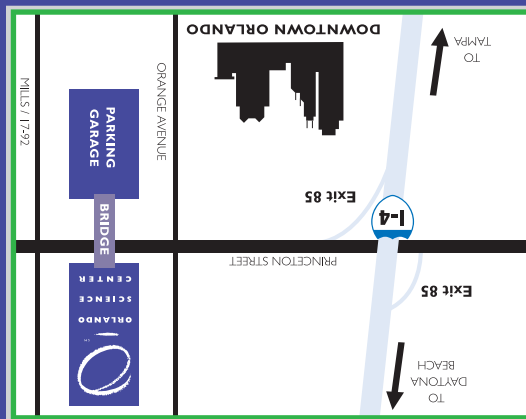 TO
DAYTONA
BEACH
Exit 85
ORLANDO
SCIENCE
CENTER
SM
PRINCETON STREET
BRIDGE
I-4
Exit 85
PARKING
GARAGE
ORANGE AVENUE
MILLS / 17-92
TO
TAMPA
DOWNTOWN ORLANDO